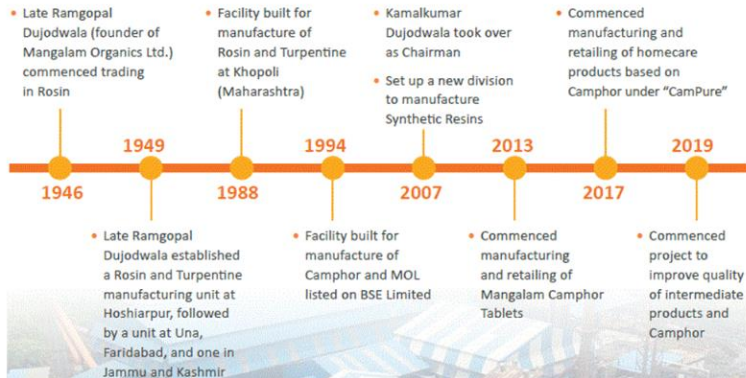 • Late Ramgopal
Dujodwala (founder of
Mangalam Organics Ltd.)
commenced trading
in Rosin
• Facility built for
manufacture of
Rosin and Turpentine
at Khopoli
(Maharashtra)
• Kamalkumar
Dujodwala took over
as Chairman
• Set up a new division
to manufacture
Synthetic Resins
• Commenced
manufacturing and
retailing of homecare
products based on
Camphor under “CamPure”
1949
1994
2013
2019
1946
1988
2007
2017
• Late Ramgopal
Dujodwala established
a Rosin and Turpentine
manufacturing unit at
Hoshiarpur, followed
by a unit at Una,
Faridabad, and one in
Jammu and Kashmir
• Facility built for
manufacture of
Camphor and MOL
listed on BSE Limited
• Commenced
manufacturing
and retailing of
Mangalam Camphor
Tablets
• Commenced
project to
improve quality
of intermediate
products and
Camphor